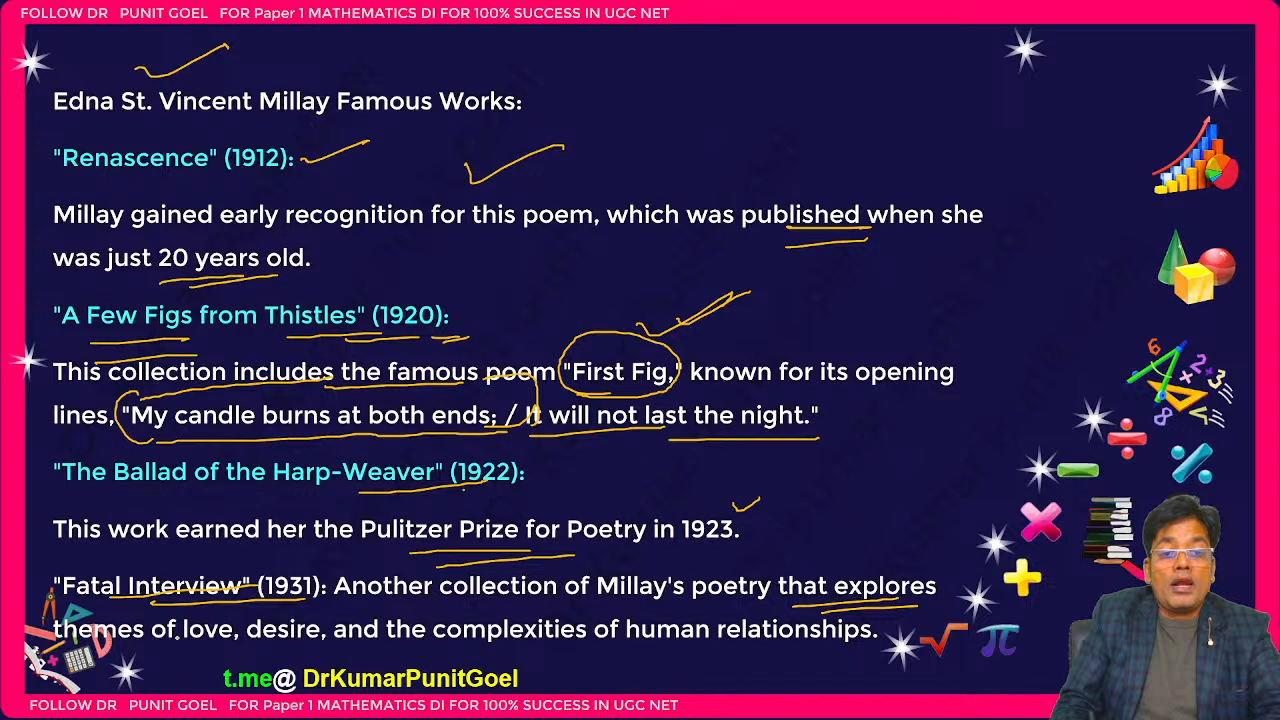 FOLLOW DR PUNIT GOEL FOR Paper 1 MATHEMATICS DI FOR 100% SUCCESS IN UGC NET
Edna St. Vincent Millay Famous Works:
"Renascence" (1912):
Millay gained early recognition for this poem, which was published when she
was just 20 years old.
"A Few Figs from Thistles" (1920):
This collection includes the famous poem "First Fig," known for its opening
lines, "My candle burns at both ends; / It will not last the night."
"The Ballad of the Harp-Weaver" (1922):
This work earned her the Pulitzer Prize for Poetry in 1923.
"Fatal Interview" (1931): Another collection of Millay's poetry that explores
themes of love, desire, and the complexities of human relationships.
t.me@ DrKumarPunitGoel
FOLLOW DR PUNIT GOEL FOR Paper 1 MATHEMATICS DI FOR 100% SUCCESS IN UGC NET